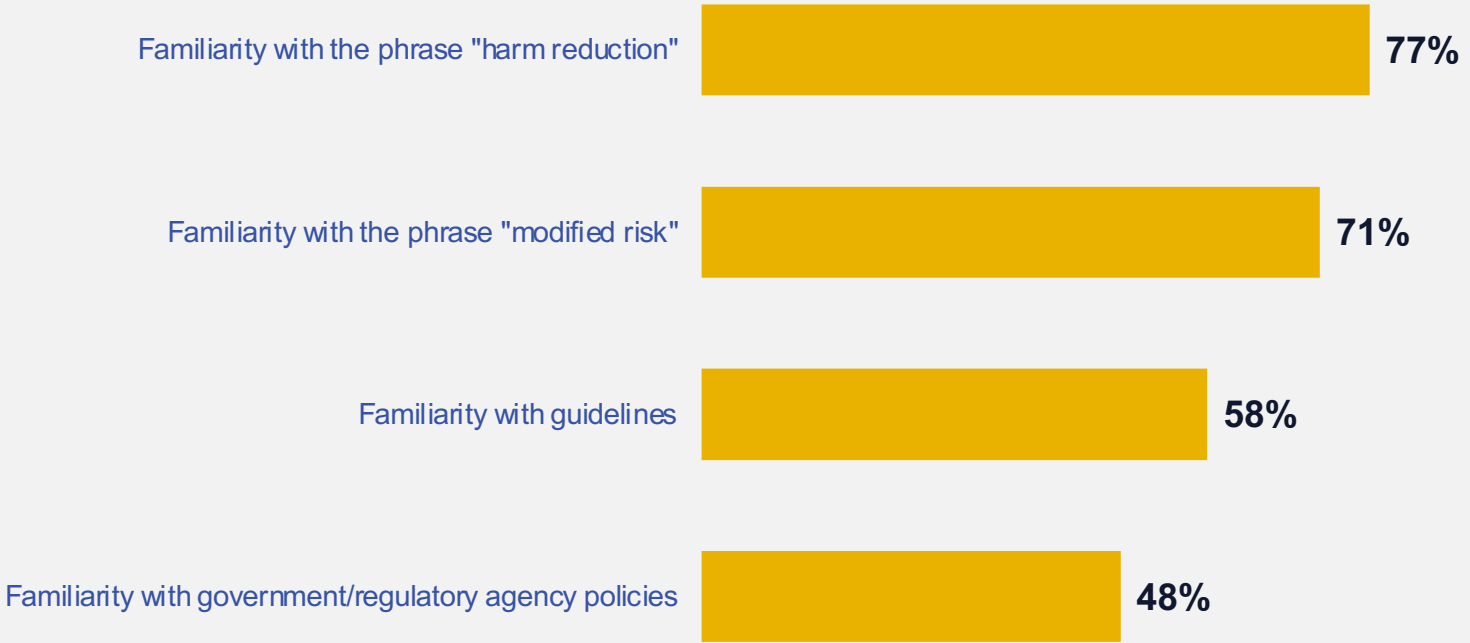 Familiarity with the phrase "harm reduction" 77%
Familiarity with the phrase "modified risk" 71%
Familiarity with guidelines 58%
Familiarity with government/regulatory agency policies 48%